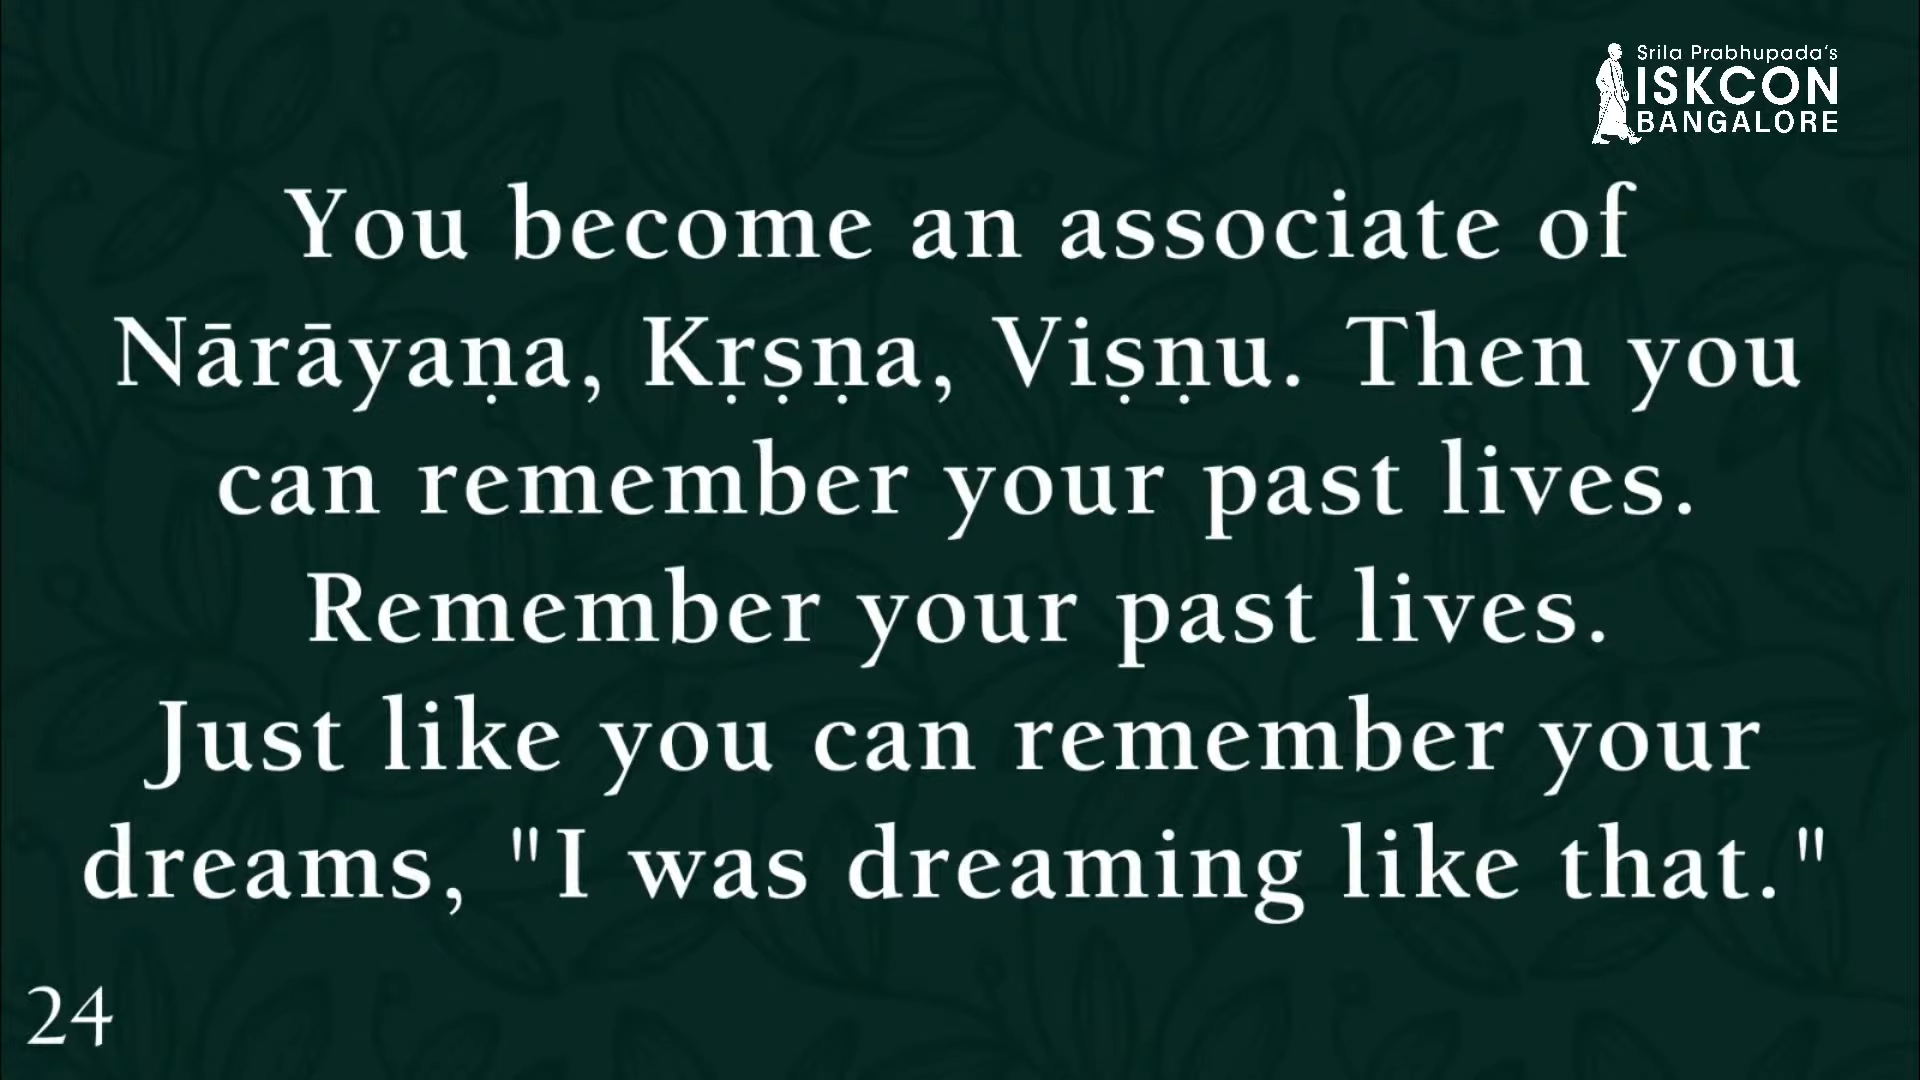 Srila Prabhupada's
ISKCON
BANGALORE
You become an associate of
Nārāyaṇa, Kṛṣṇa, Viṣṇu. Then you
can remember your past lives.
Remember your past lives.
Just like you can remember your
dreams, "I was dreaming like that."
24